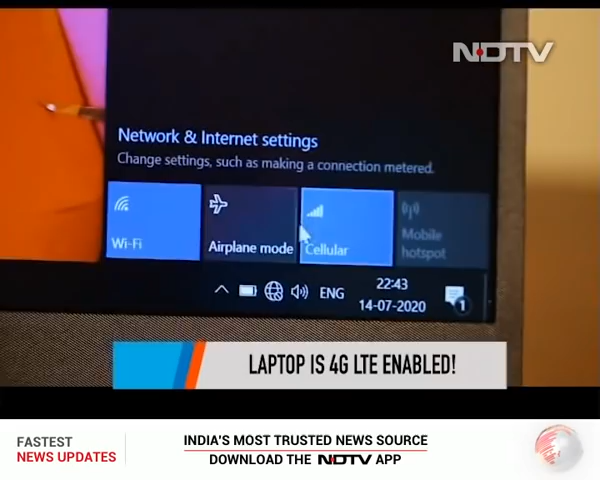 NDTV
Network & Internet settings
Change settings, such as making a connection metered.
Wi-Fi
Airplane mode
Cellular
Mobile
hotspot
ENG
22:43
14-07-2020
1
LAPTOP IS 4G LTE ENABLED!
FASTEST
NEWS UPDATES
INDIA'S MOST TRUSTED NEWS SOURCE
DOWNLOAD THE NDTV APP